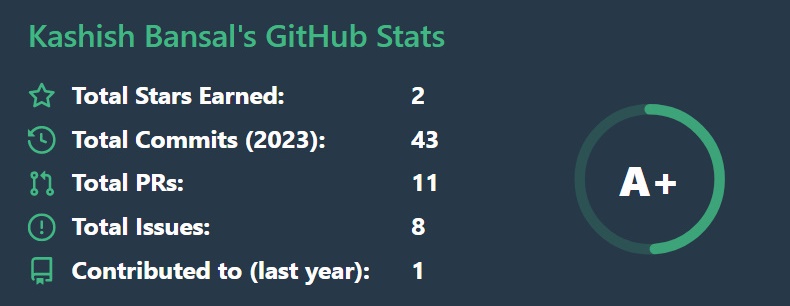 Kashish Bansal's GitHub Stats
Total Stars Earned: 2
Total Commits (2023): 43
Total PRs: 11
Total Issues: 8
Contributed to (last year): 1
A+